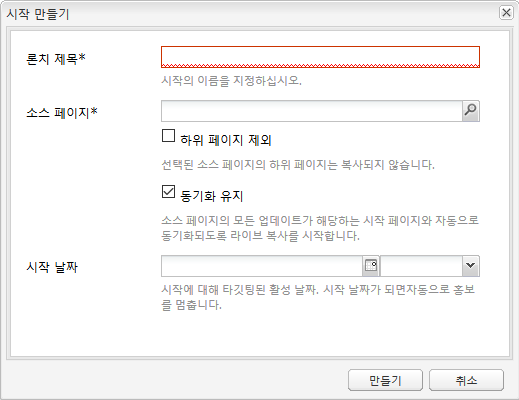 시작 만들기
론치 제목*
시작의 이름을 지정하십시오.
소스 페이지*
하위 페이지 제외
선택된 소스 페이지의 하위 페이지는 복사되지 않습니다.
동기화 유지
소스 페이지의 모든 업데이트가 해당하는 시작 페이지와 자동으로
동기화되도록 라이브 복사를 시작합니다.
시작 날짜
시작에 대해 타깃팅된 활성 날짜. 시작 날짜가 되면자동으로 홍보
를 멈춥니다.
만들기
취소